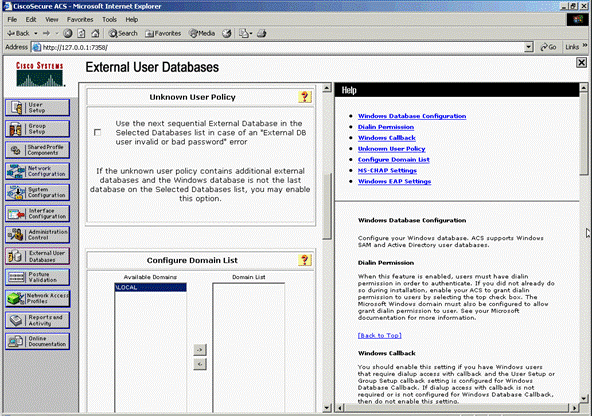 CiscoSecure ACS - Microsoft Internet Explorer
File Edit View Favorites Tools Help
Back Search Favorites Media
Address http://127.0.0.1:7358/ Go Links »
CISCO SYSTEMS
External User Databases
User
Setup
Group
Setup
Shared Profile
Components
Network
Configuration
System
Configuration
Interface
Configuration
Administration
Control
External User
Databases
Posture
Validation
Network Access
Profiles
Reports and
Activity
Online
Documentation
Unknown User Policy ?
Use the next sequential External Database in the
Selected Databases list in case of an "External DB
user invalid or bad password" error
If the unknown user policy contains additional external
databases and the Windows database is not the last
database on the Selected Databases list, you may enable
this option.
Configure Domain List ?
Available Domains Domain List
\LOCAL
->
<-
Help
Windows Database Configuration
Dialin Permission
Windows Callback
Unknown User Policy
Configure Domain List
MS-CHAP Settings
Windows EAP Settings
Windows Database Configuration
Configure your Windows database. ACS supports Windows
SAM and Active Directory user databases.
Dialin Permission
When this feature is enabled, users must have dialin
permission in order to authenticate. If you did not already do
so during installation, enable your ACS to grant dialin
permission to users by selecting the top check box. The
Microsoft Windows domain must also be configured to allow
grant dialin permission to user. See your Microsoft
documentation for more information.
[Back to Top]
Windows Callback
You should enable this setting if you have Windows users
that require dialup access with callback and the User Setup or
Group Setup callback setting is configured for Windows
Database Callback. If dialup access with callback is not
required or is not configured for Windows Database Callback,
then do not enable this setting.